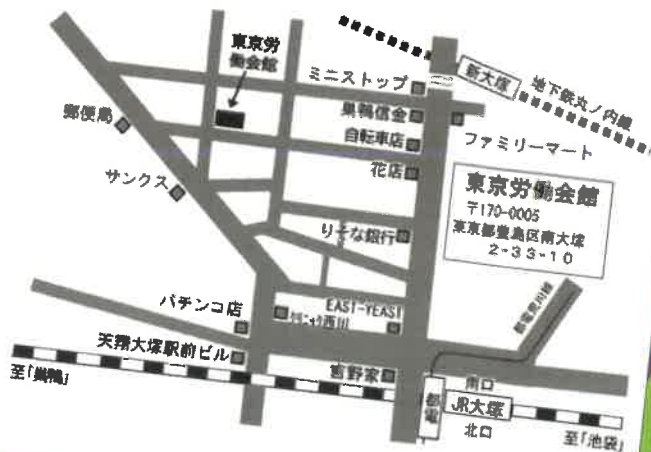 東京労
働会館
ミニストップ
新大塚
地下鉄丸ノ内線
巣鴨信金
郵便局
自転車店
ファミリーマート
花店
サンクス
東京労働会館
〒170-0005
東京都豊島区南大塚
2-33-10
りそな銀行
都電荒川線
パチンコ店
EAST-YEAST
西川
天翔大塚駅前ビル
吉野家
南口
至「巣鴨」
都電
JR大塚
北口
至「池袋」